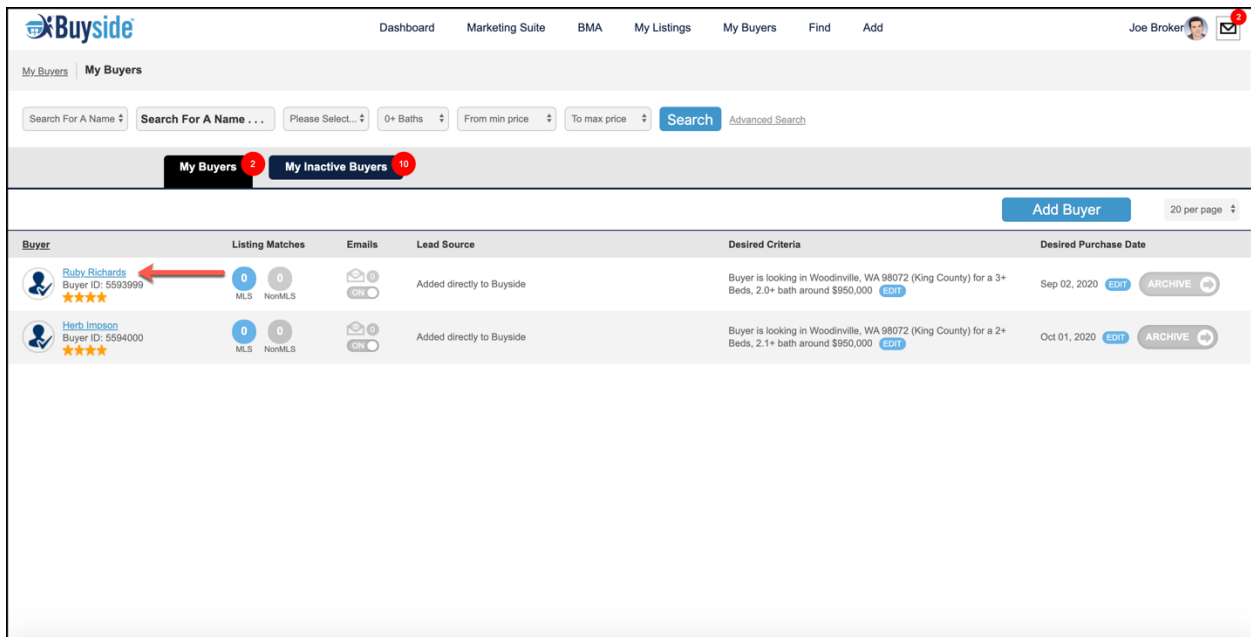 Buyside
Dashboard Marketing Suite BMA My Listings My Buyers Find Add
Joe Broker 2
My Buyers My Buyers
Search For A Name Search For A Name . . . Please Select... 0+ Baths From min price To max price Search Advanced Search
My Buyers 2 My Inactive Buyers 10
Add Buyer 20 per page
Buyer Listing Matches Emails Lead Source Desired Criteria Desired Purchase Date
Ruby Richards
Buyer ID: 5593999
0 0
MLS NonMLS
0
ON
Added directly to Buyside
Buyer is looking in Woodinville, WA 98072 (King County) for a 3+
Beds, 2.0+ bath around $950,000 EDIT
Sep 02, 2020 EDIT ARCHIVE
Herb Impson
Buyer ID: 5594000
0 0
MLS NonMLS
0
ON
Added directly to Buyside
Buyer is looking in Woodinville, WA 98072 (King County) for a 2+
Beds, 2.1+ bath around $950,000 EDIT
Oct 01, 2020 EDIT ARCHIVE